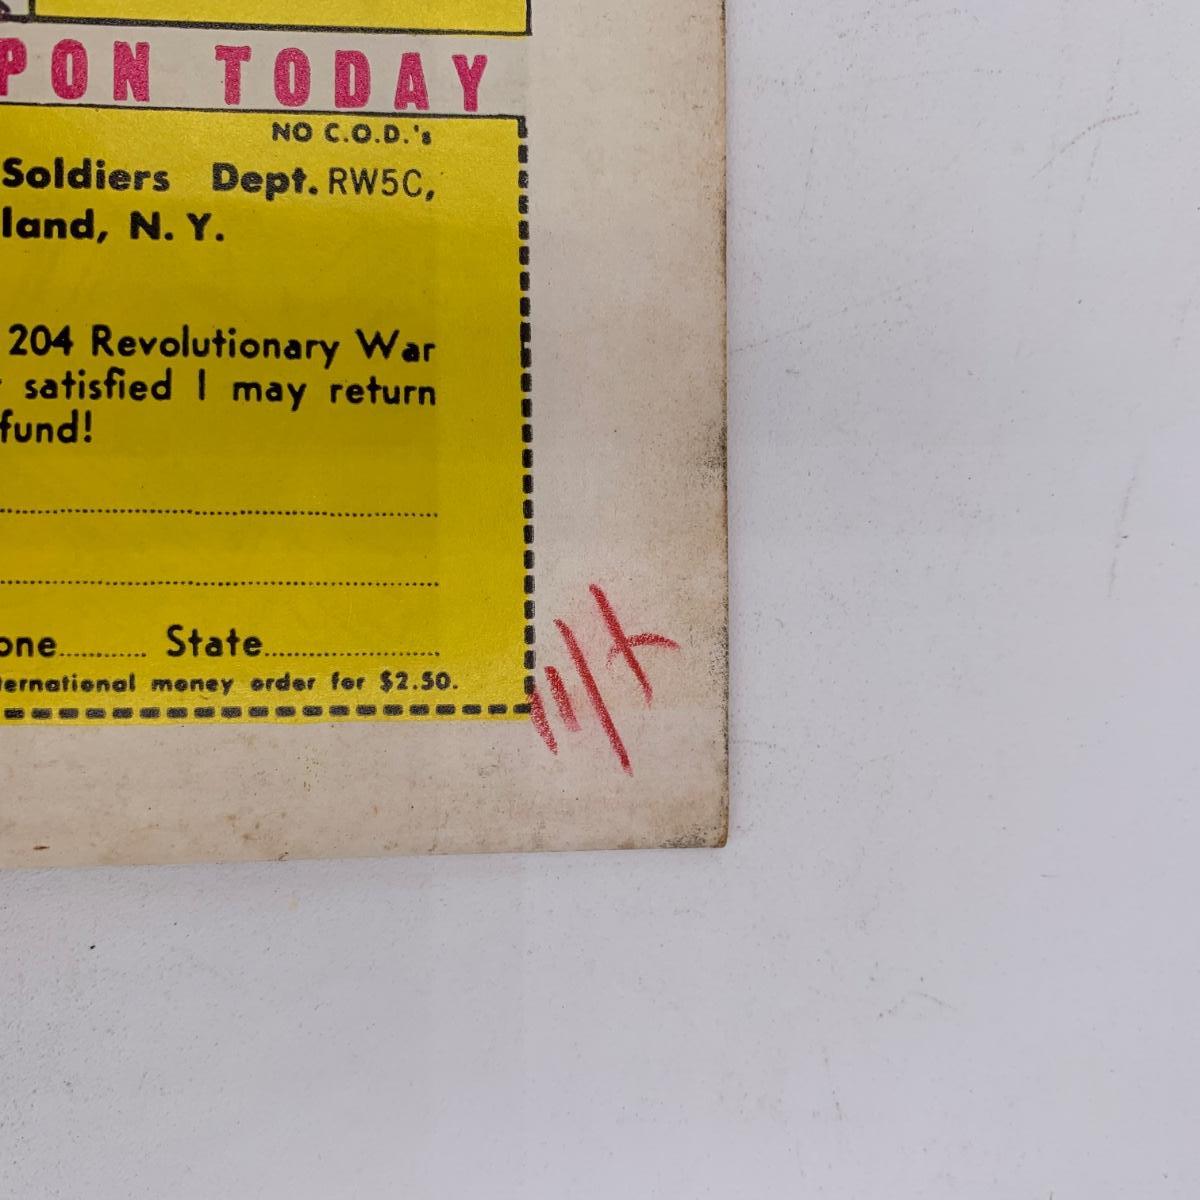 PON TODAY
NO C.O.D.'s
Soldiers Dept. RW5C,
land, N. Y.
204 Revolutionary War
satisfied I may return
fund!
one.......... State....................
ernational money order for $2.50.